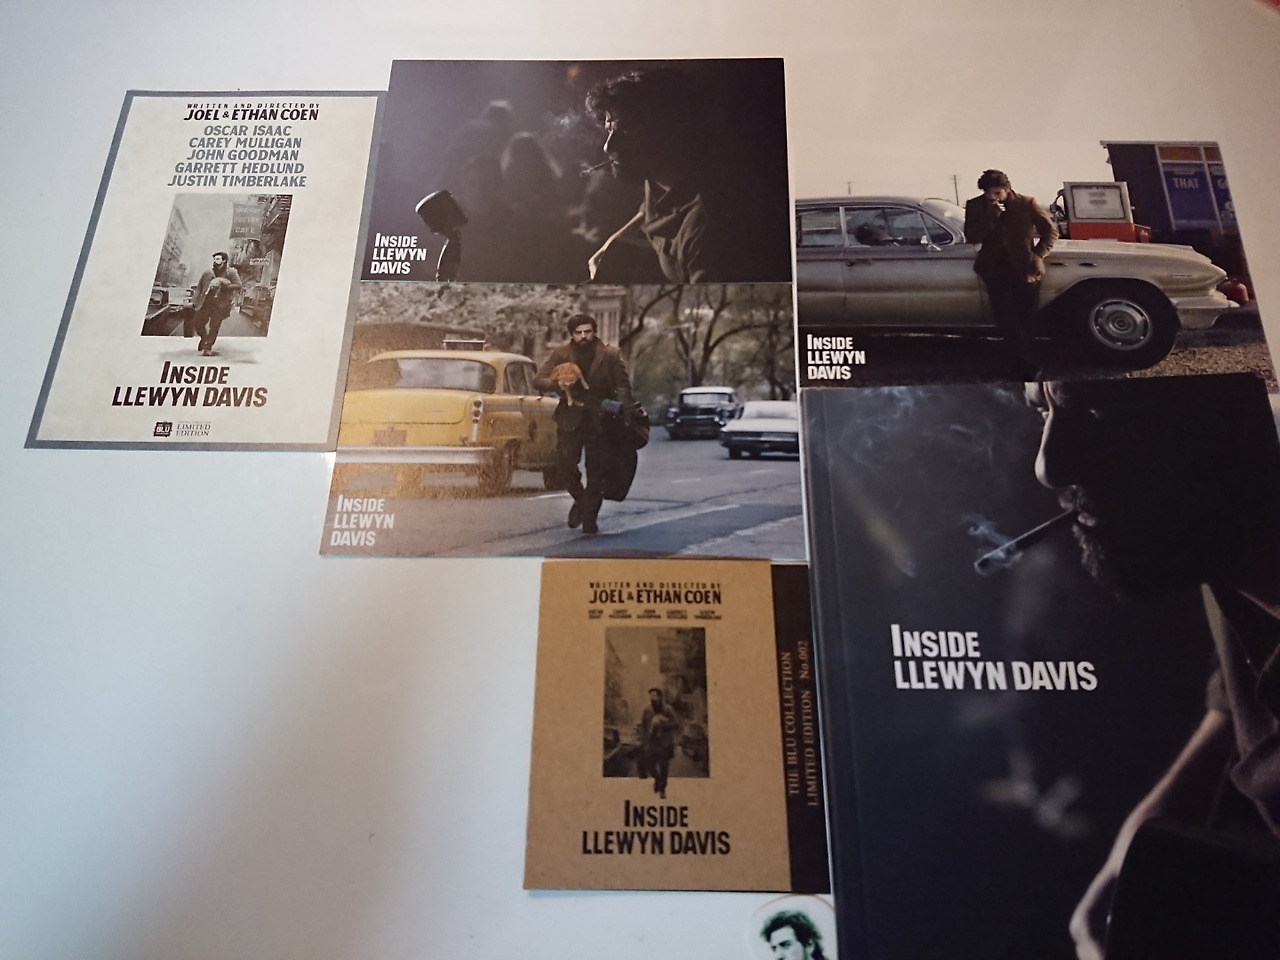 WRITTEN AND DIRECTED BY
JOEL & ETHAN COEN
OSCAR ISAAC
CAREY MULLIGAN
JOHN GOODMAN
GARRETT HEDLUND
JUSTIN TIMBERLAKE
INSIDE
LLEWYN DAVIS
BLU
LIMITED
EDITION
INSIDE
LLEWYN
DAVIS
THAT
INSIDE
LLEWYN
DAVIS
INSIDE
LLEWYN
DAVIS
WRITTEN AND DIRECTED BY
JOEL & ETHAN COEN
INSIDE
LLEWYN DAVIS
THE BLU COLLECTION
LIMITED EDITION No.002
INSIDE
LLEWYN DAVIS